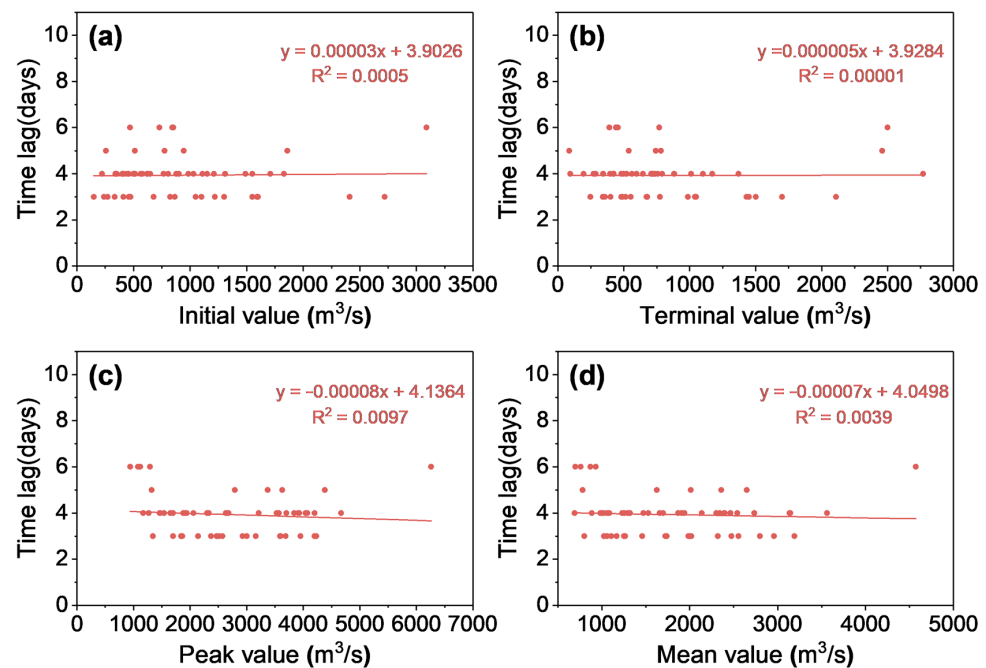 (a)
y = 0.00003x + 3.9026
R² = 0.0005
Time lag(days)
10
8
6
4
2
0
0 500 1000 1500 2000 2500 3000 3500
Initial value (m³/s)
(b)
y =0.000005x + 3.9284
R² = 0.00001
Time lag(days)
10
8
6
4
2
0
0 500 1000 1500 2000 2500 3000
Terminal value (m³/s)
(c)
y = –0.00008x + 4.1364
R² = 0.0097
Time lag(days)
10
8
6
4
2
0
0 1000 2000 3000 4000 5000 6000 7000
Peak value (m³/s)
(d)
y = –0.00007x + 4.0498
R² = 0.0039
Time lag(days)
10
8
6
4
2
0
1000 2000 3000 4000 5000
Mean value (m³/s)